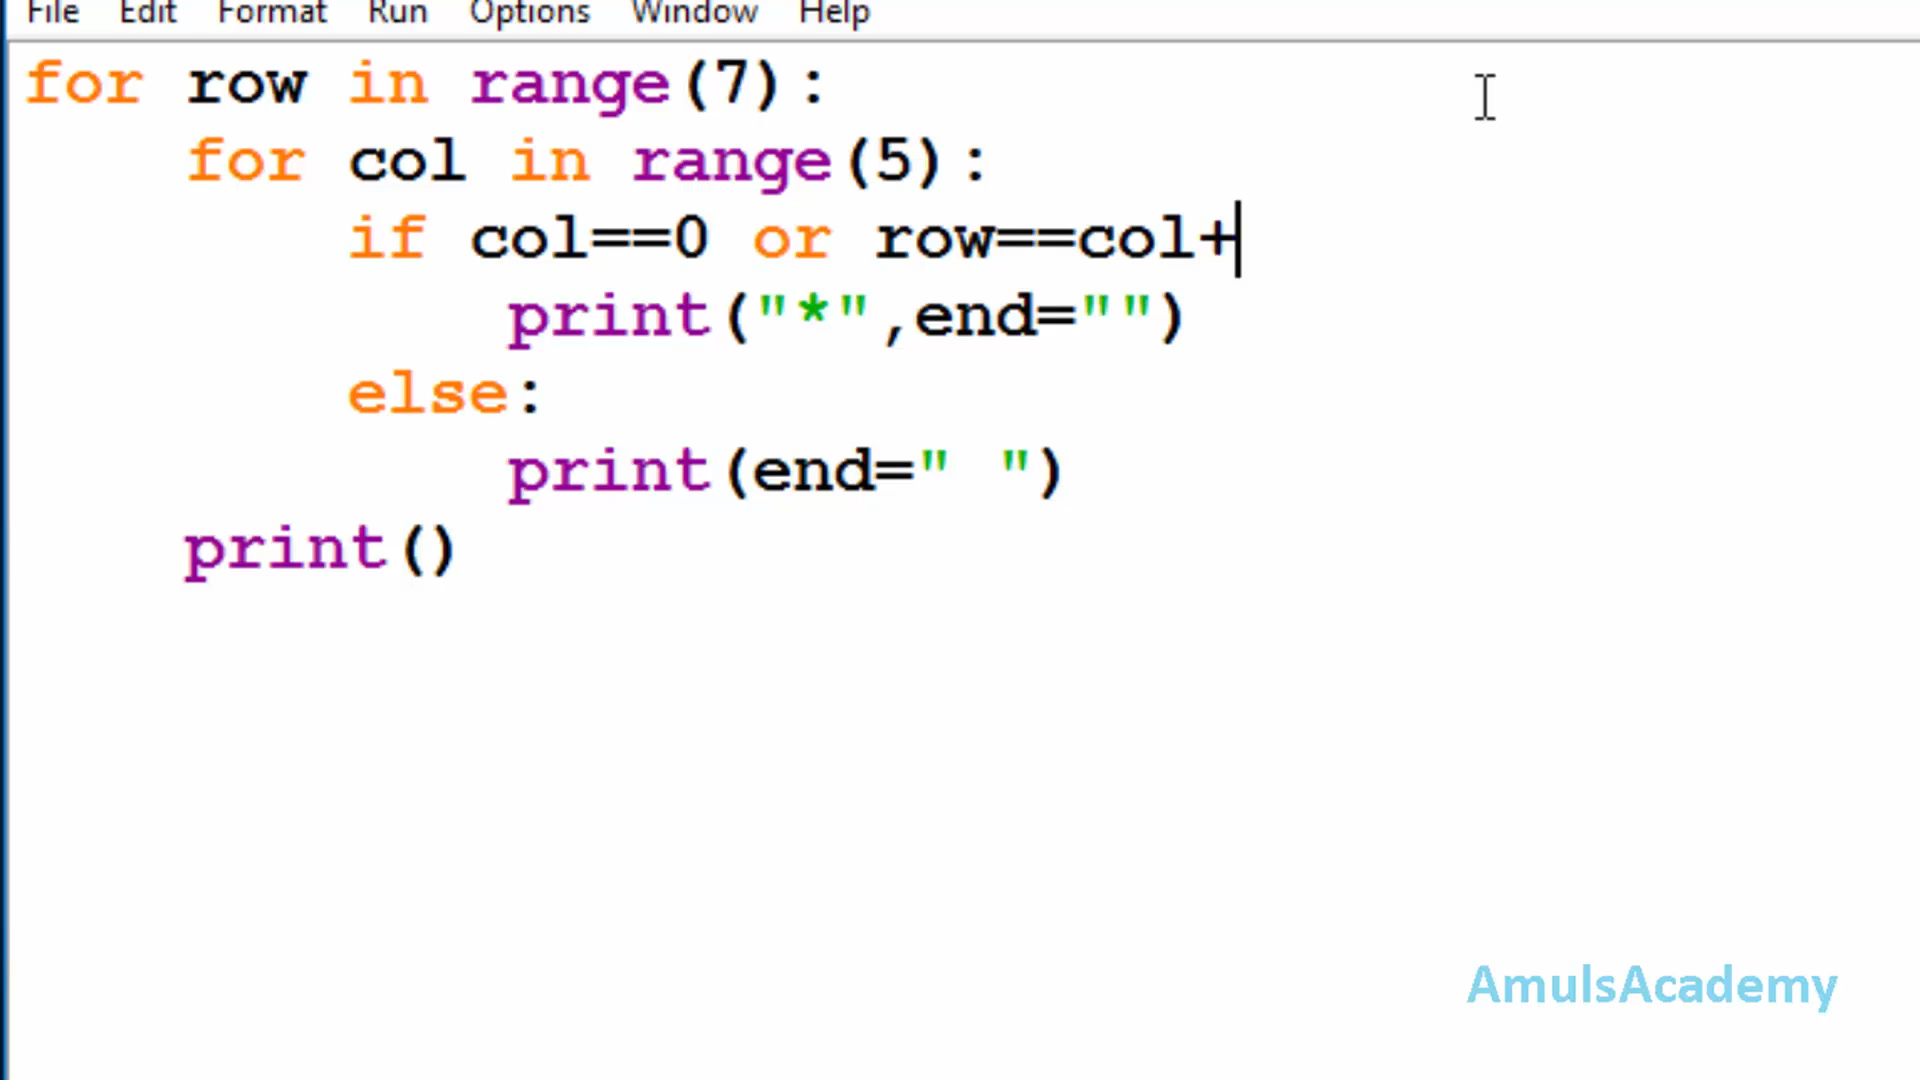 File Edit Format Run Options Window Help
for row in range(7):
    for col in range(5):
        if col==0 or row==col+
            print("*",end="")
        else:
            print(end=" ")
    print()
AmulsAcademy